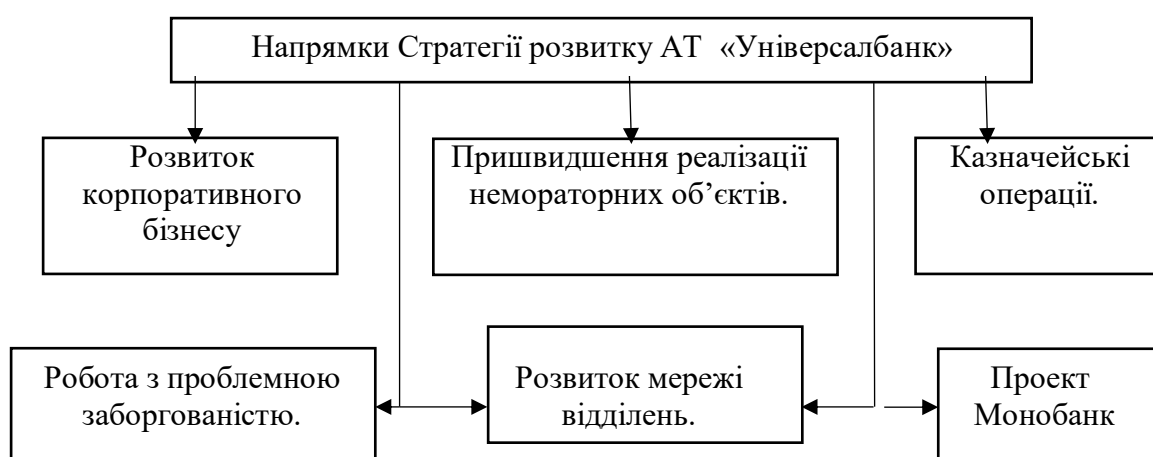 Напрямки Стратегії розвитку АТ «Універсалбанк»
Розвиток
корпоративного
бізнесу
Пришвидшення реалізації
немораторних об’єктів.
Казначейські
операції.
Робота з проблемною
заборгованістю.
Розвиток мережі
відділень.
Проект
Монобанк